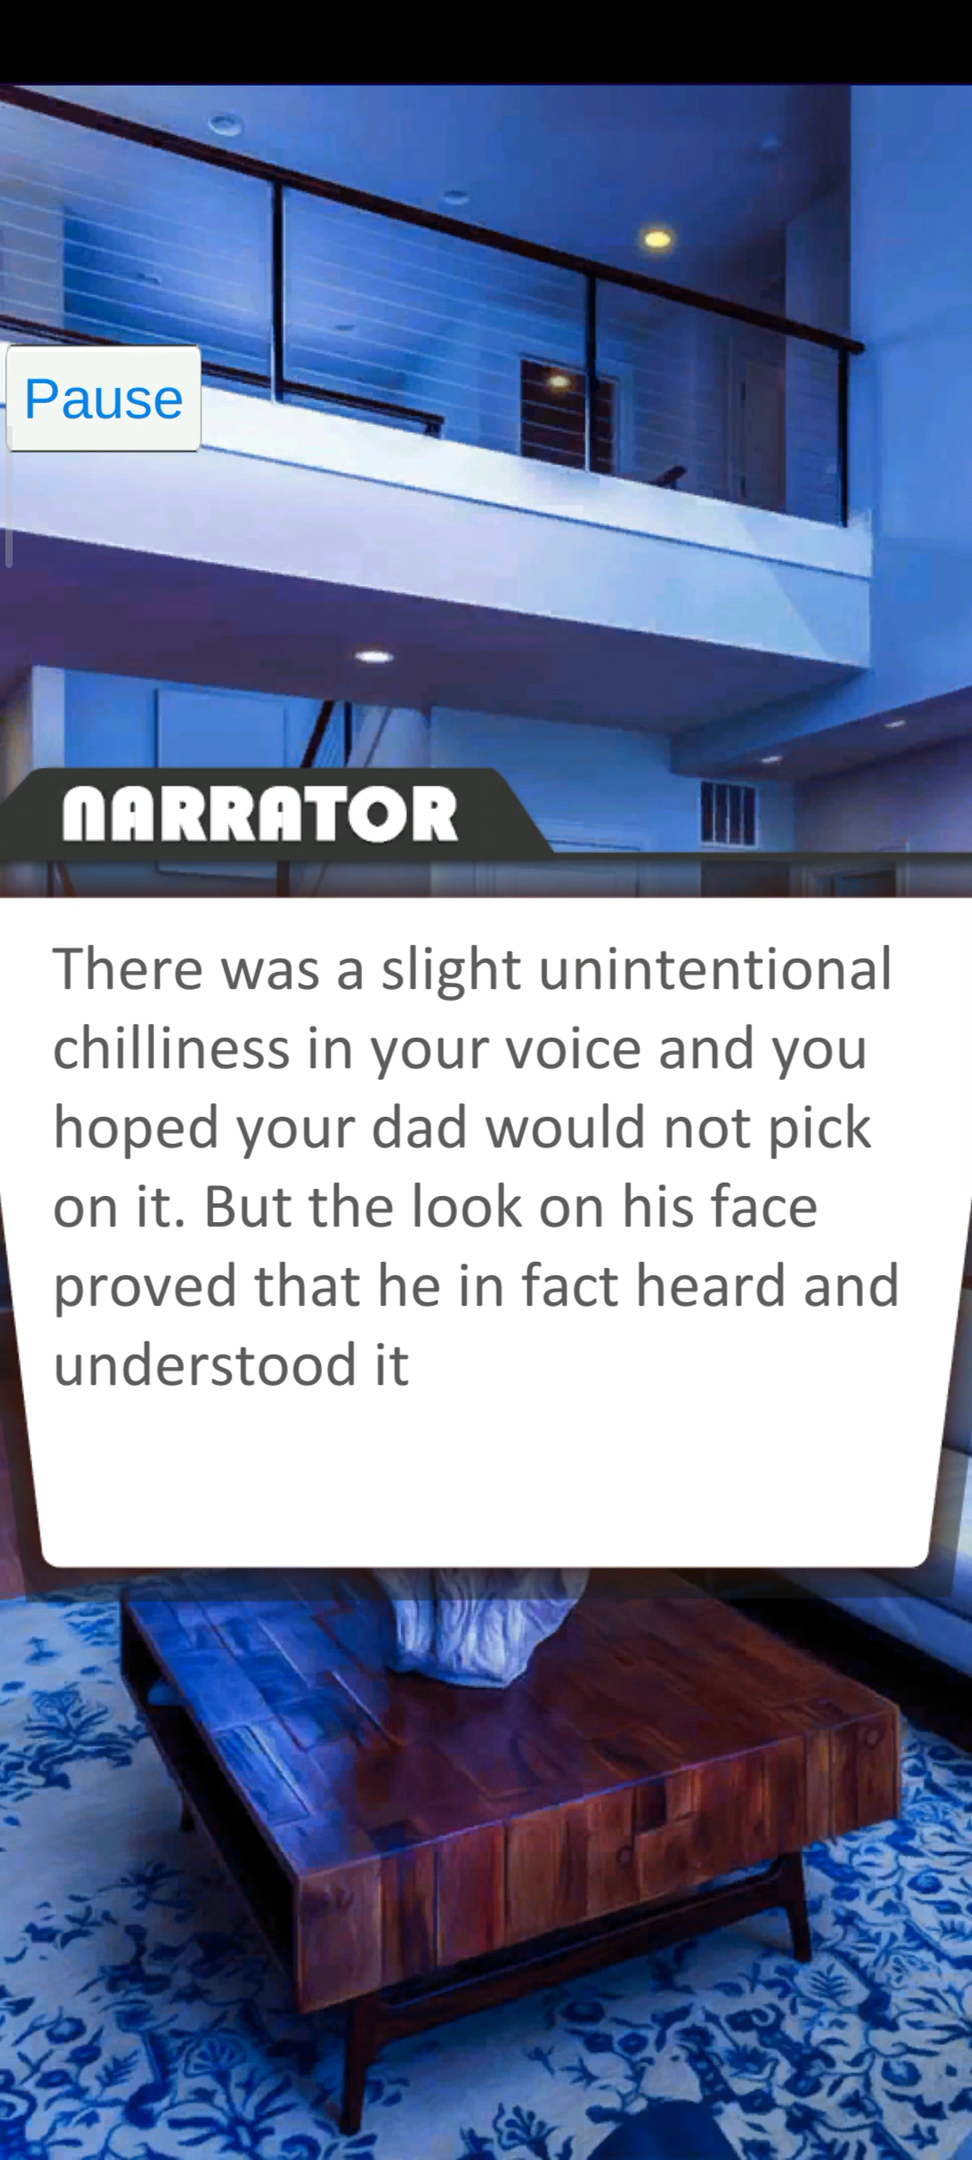 Pause
NARRATOR
There was a slight unintentional
chilliness in your voice and you
hoped your dad would not pick
on it. But the look on his face
proved that he in fact heard and
understood it